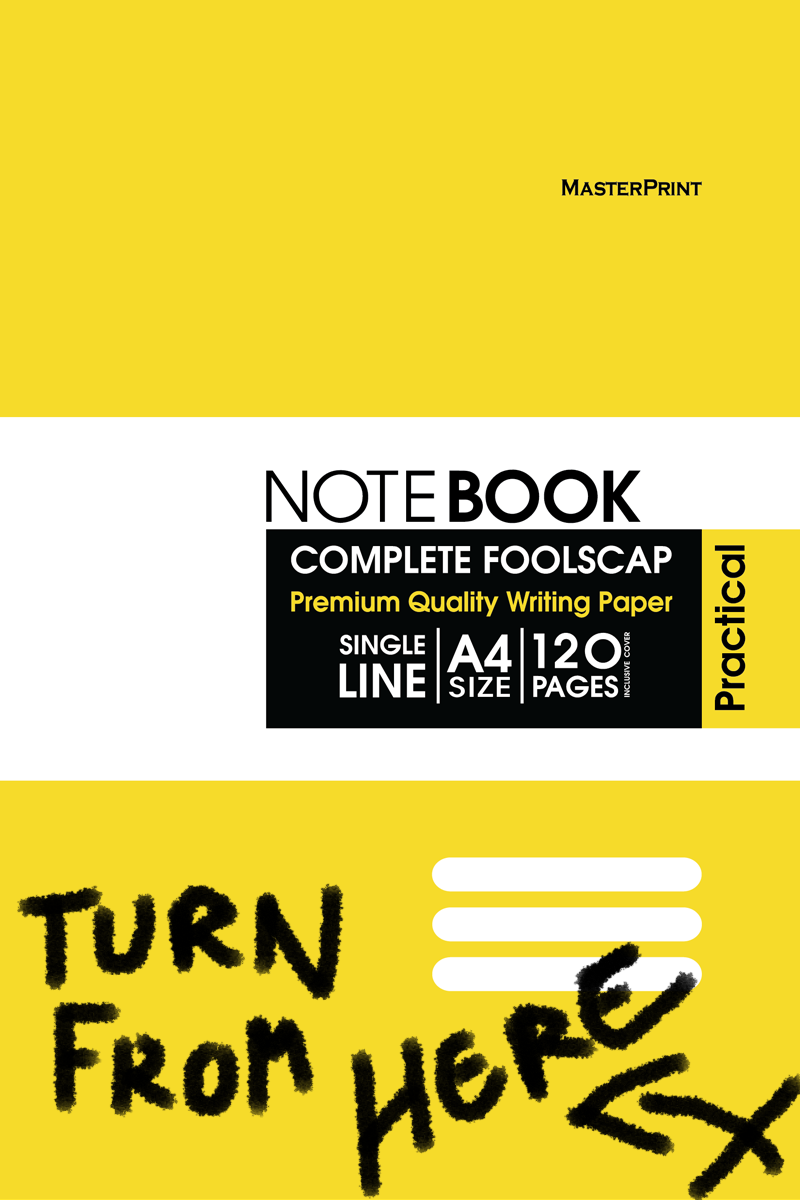 MASTERPRINT
NOTEBOOK
COMPLETE FOOLSCAP
Premium Quality Writing Paper
SINGLE LINE
A4 SIZE
120 PAGES
INCLUSIVE COVER
Practical
TURN
FROM HERE
X